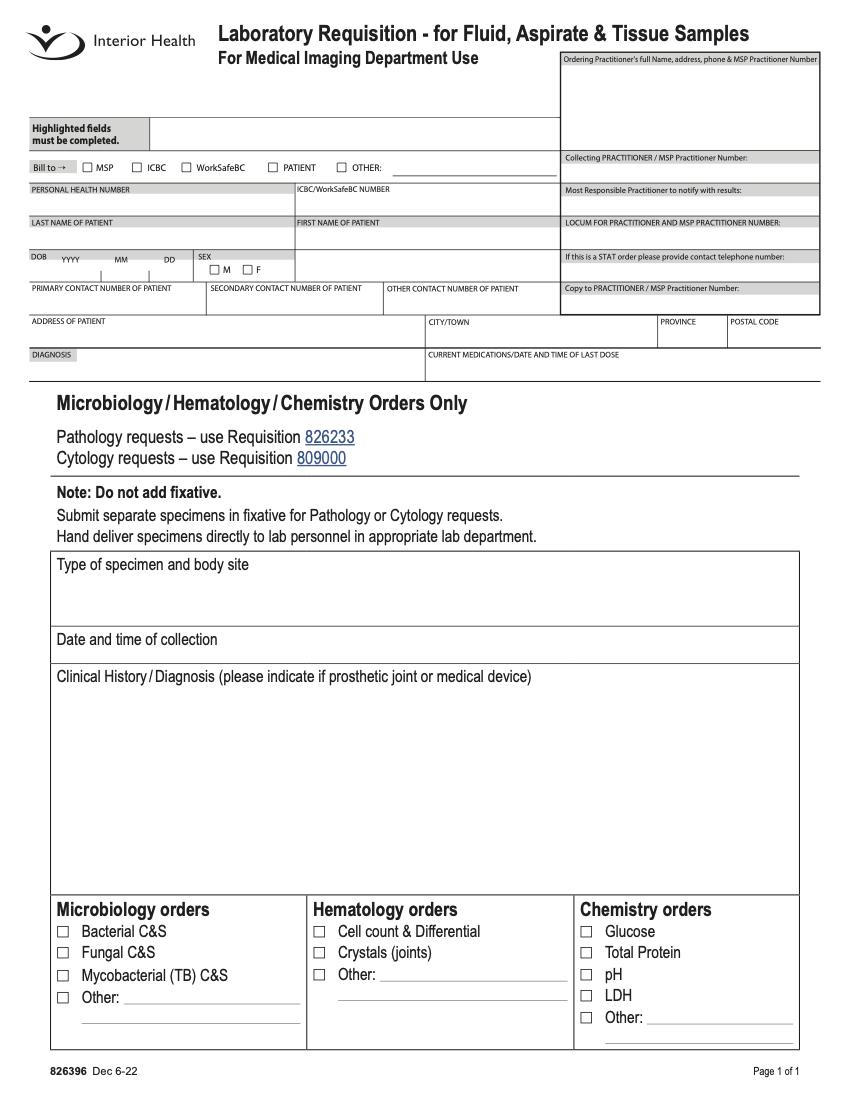 Interior Health
Laboratory Requisition - for Fluid, Aspirate & Tissue Samples
For Medical Imaging Department Use
Ordering Practitioner's full Name, address, phone & MSP Practitioner Number
Highlighted fields
must be completed.
Bill to → MSP ICBC WorkSafeBC PATIENT OTHER:
Collecting PRACTITIONER / MSP Practitioner Number:
PERSONAL HEALTH NUMBER ICBC/WorkSafeBC NUMBER
Most Responsible Practitioner to notify with results:
LAST NAME OF PATIENT FIRST NAME OF PATIENT
LOCUM FOR PRACTITIONER AND MSP PRACTITIONER NUMBER:
DOB YYYY MM DD SEX
M F
If this is a STAT order please provide contact telephone number:
PRIMARY CONTACT NUMBER OF PATIENT SECONDARY CONTACT NUMBER OF PATIENT OTHER CONTACT NUMBER OF PATIENT
Copy to PRACTITIONER / MSP Practitioner Number:
ADDRESS OF PATIENT CITY/TOWN PROVINCE POSTAL CODE
DIAGNOSIS CURRENT MEDICATIONS/DATE AND TIME OF LAST DOSE
Microbiology / Hematology / Chemistry Orders Only
Pathology requests – use Requisition 826233
Cytology requests – use Requisition 809000
Note: Do not add fixative.
Submit separate specimens in fixative for Pathology or Cytology requests.
Hand deliver specimens directly to lab personnel in appropriate lab department.
Type of specimen and body site
Date and time of collection
Clinical History / Diagnosis (please indicate if prosthetic joint or medical device)
Microbiology orders
Bacterial C&S
Fungal C&S
Mycobacterial (TB) C&S
Other:
Hematology orders
Cell count & Differential
Crystals (joints)
Other:
Chemistry orders
Glucose
Total Protein
pH
LDH
Other:
826396 Dec 6-22
Page 1 of 1